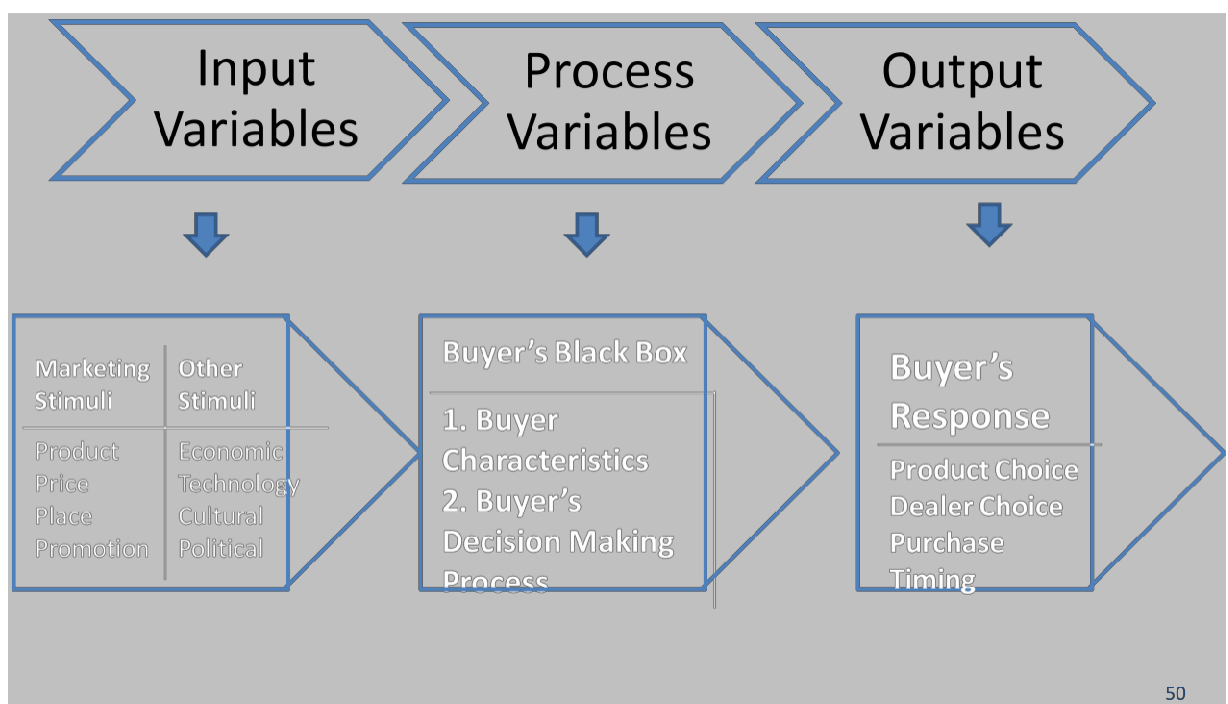 Input
Variables
Process
Variables
Output
Variables
Marketing
Stimuli
Other
Stimuli
Product
Price
Place
Promotion
Economic
Technology
Cultural
Political
Buyer’s Black Box
1. Buyer
Characteristics
2. Buyer’s
Decision Making
Process
Buyer’s
Response
Product Choice
Dealer Choice
Purchase
Timing
50